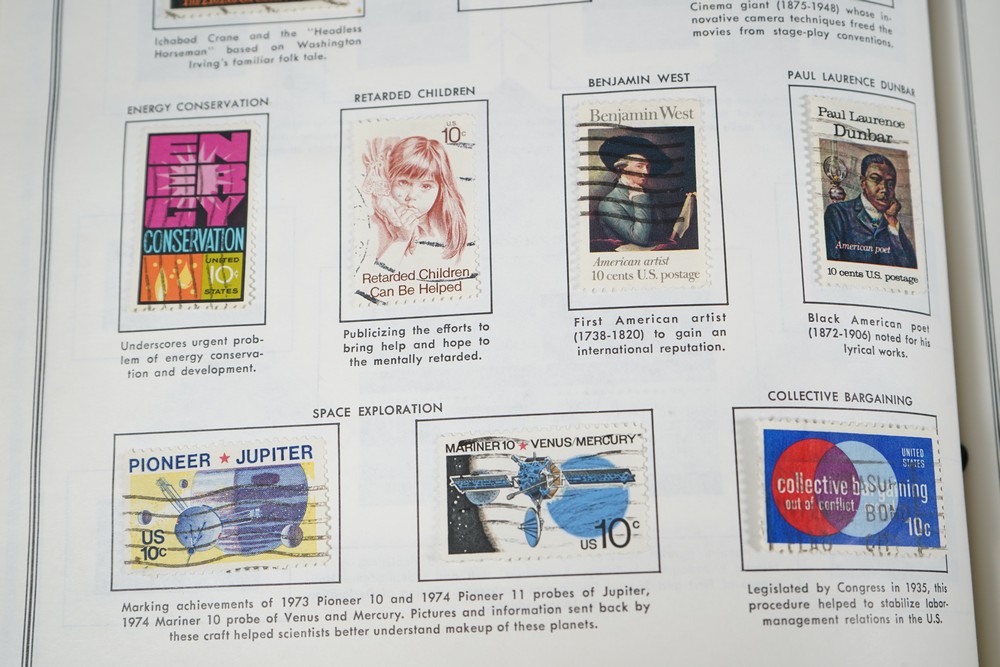 Ichabod Crane and the "Headless
Horseman" based on Washington
Irving's familiar folk tale.
Cinema giant (1875-1948) whose in-
novative camera techniques freed the
movies from stage-play conventions.
ENERGY CONSERVATION
EN
ER
GY
CONSERVATION
UNITED
10c
STATES
Underscores urgent prob-
lem of energy conserva-
tion and development.
RETARDED CHILDREN
U.S.
10c
Retarded Children
Can Be Helped
Publicizing the efforts to
bring help and hope to
the mentally retarded.
BENJAMIN WEST
Benjamin West
American artist
10 cents U.S. postage
First American artist
(1738-1820) to gain an
international reputation.
PAUL LAURENCE DUNBAR
Paul Laurence
Dunbar
American poet
10 cents U.S. postage
Black American poet
(1872-1906) noted for his
lyrical works.
SPACE EXPLORATION
PIONEER ★ JUPITER
US
10c
MARINER 10 ★ VENUS/MERCURY
US 10c
Marking achievements of 1973 Pioneer 10 and 1974 Pioneer 11 probes of Jupiter,
1974 Mariner 10 probe of Venus and Mercury. Pictures and information sent back by
these craft helped scientists better understand makeup of these planets.
COLLECTIVE BARGAINING
UNITED
STATES
collective bargaining
out of conflict
10c
Legislated by Congress in 1935, this
procedure helped to stabilize labor-
management relations in the U.S.